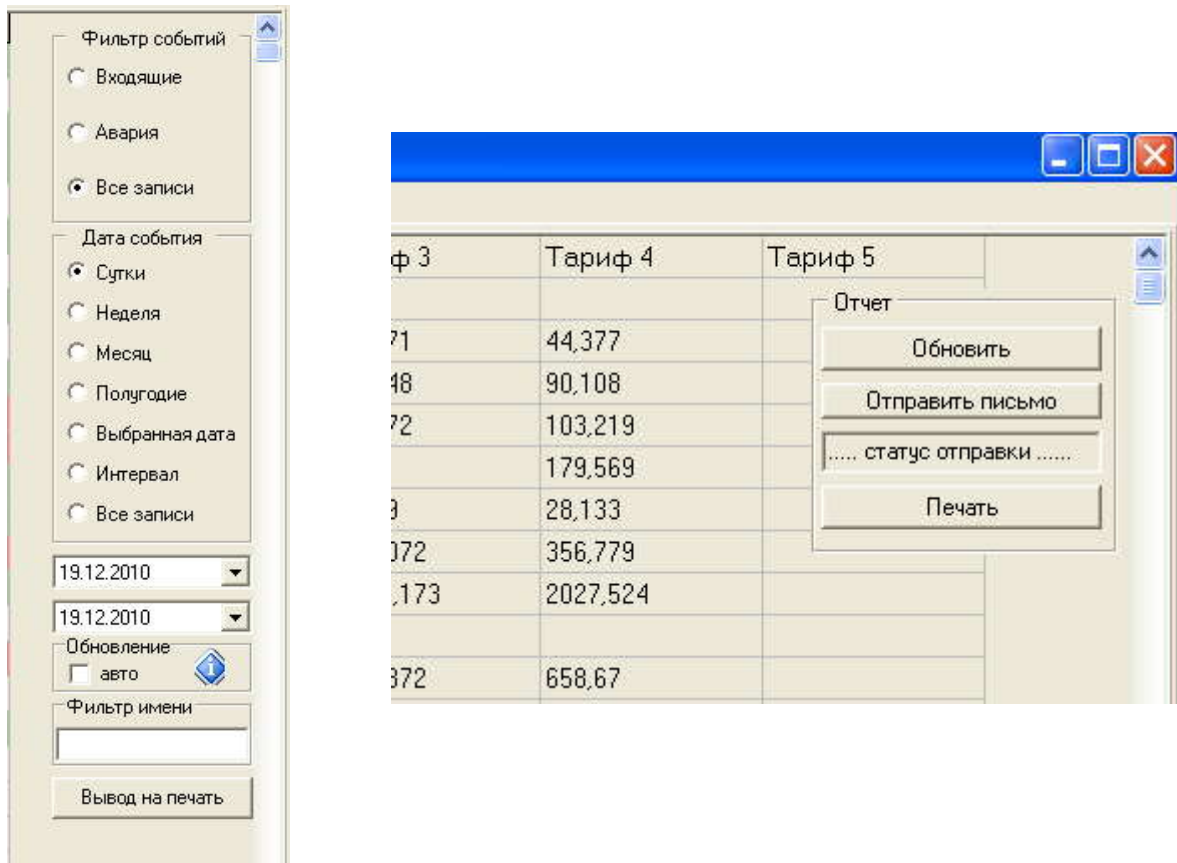 Фильтр событий
Входящие
Авария
Все записи
Дата события
Сутки
Неделя
Месяц
Полугодие
Выбранная дата
Интервал
Все записи
19.12.2010
19.12.2010
Обновление
авто
Фильтр имени
Вывод на печать
ф 3 Тариф 4 Тариф 5
71 44,377
48 90,108
72 103,219
179,569
9 28,133
072 356,779
,173 2027,524
372 658,67
Отчет
Обновить
Отправить письмо
..... статус отправки ......
Печать